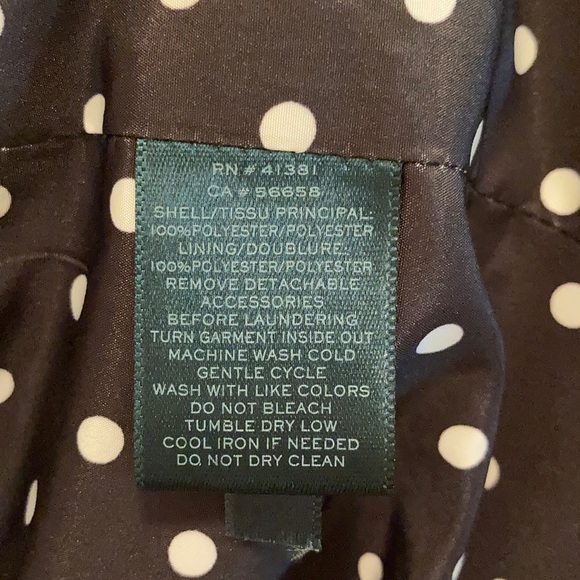 RN # 41381
CA # 56658
SHELL/TISSU PRINCIPAL:
100%POLYESTER/POLYESTER
LINING/DOUBLURE
100%POLYESTER/POLYESTER
REMOVE DETACHABLE
ACCESSORIES
BEFORE LAUNDERING
TURN GARMENT INSIDE OUT
MACHINE WASH COLD
GENTLE CYCLE
WASH WITH LIKE COLORS
DO NOT BLEACH
TUMBLE DRY LOW
COOL IRON IF NEEDED
DO NOT DRY CLEAN